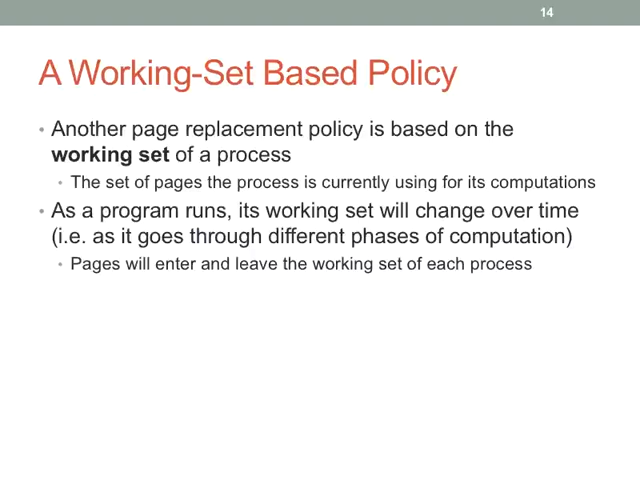 14
A Working-Set Based Policy
• Another page replacement policy is based on the
working set of a process
• The set of pages the process is currently using for its computations
• As a program runs, its working set will change over time
(i.e. as it goes through different phases of computation)
• Pages will enter and leave the working set of each process